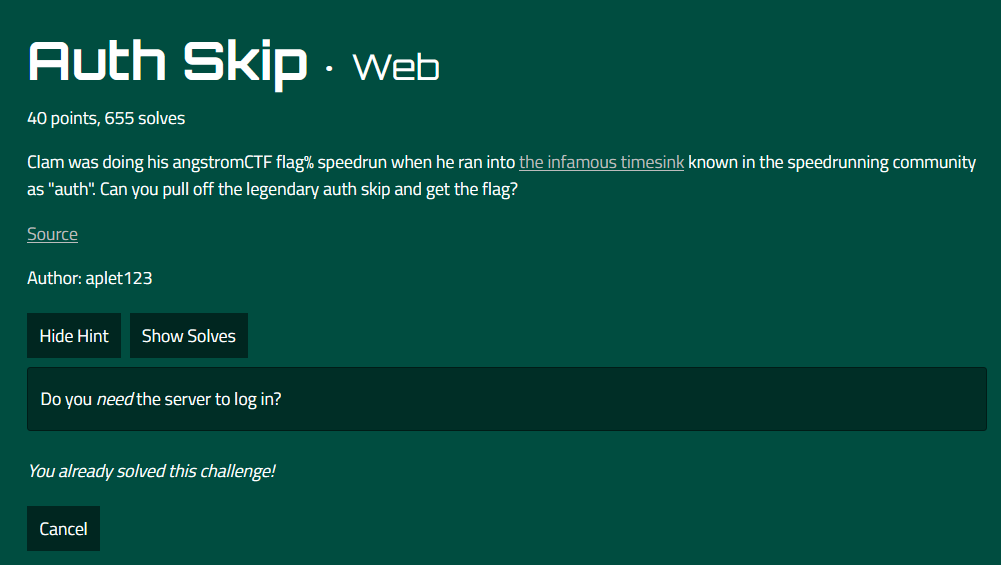 Auth Skip · Web
40 points, 655 solves
Clam was doing his angstromCTF flag% speedrun when he ran into the infamous timesink known in the speedrunning community
as "auth". Can you pull off the legendary auth skip and get the flag?
Source
Author: aplet123
Hide Hint Show Solves
Do you need the server to log in?
You already solved this challenge!
Cancel